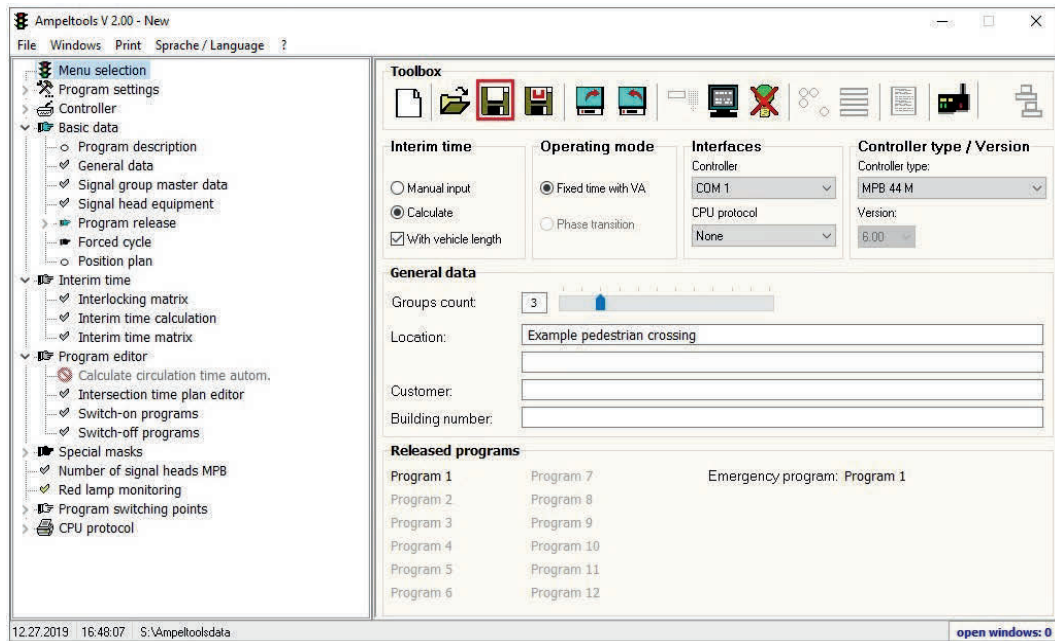 Ampeltools V 2.00 - New
File Windows Print Sprache / Language ?
Menu selection
Program settings
Controller
Basic data
Program description
General data
Signal group master data
Signal head equipment
Program release
Forced cycle
Position plan
Interim time
Interlocking matrix
Interim time calculation
Interim time matrix
Program editor
Calculate circulation time autom.
Intersection time plan editor
Switch-on programs
Switch-off programs
Special masks
Number of signal heads MPB
Red lamp monitoring
Program switching points
CPU protocol
Toolbox
Interim time
Manual input
Calculate
With vehicle length
Operating mode
Fixed time with VA
Phase transition
Interfaces
Controller
COM 1
CPU protocol
None
Controller type / Version
Controller type:
MPB 44 M
Version:
6.00
General data
Groups count: 3
Location: Example pedestrian crossing
Customer:
Building number:
Released programs
Program 1 Program 7 Emergency program: Program 1
Program 2 Program 8
Program 3 Program 9
Program 4 Program 10
Program 5 Program 11
Program 6 Program 12
12.27.2019 16:48:07 S:\Ampeltoolsdata open windows: 0